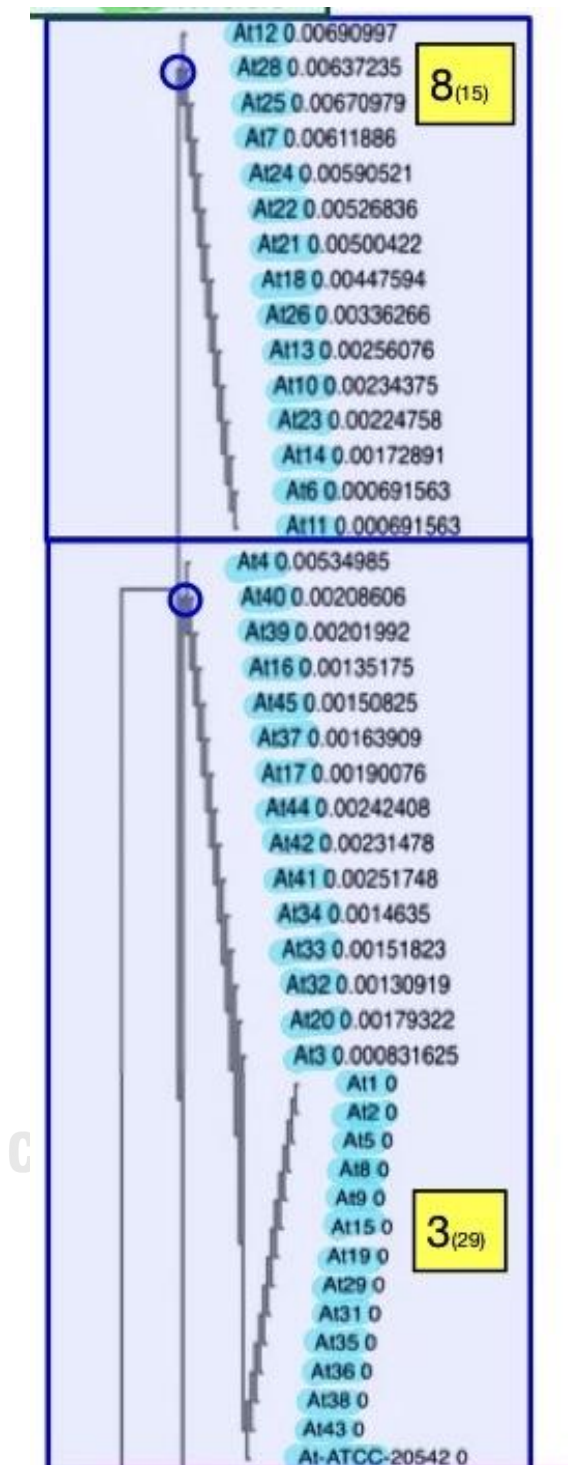 At12 0.00690997
At28 0.00637235
8(15)
At25 0.00670979
At7 0.00611886
At24 0.00590521
At22 0.00526836
At21 0.00500422
At18 0.00447594
At26 0.00336266
At13 0.00256076
At10 0.00234375
At23 0.00224758
At14 0.00172891
At6 0.000691563
At11 0.000691563
At4 0.00534985
At40 0.00208606
At39 0.00201992
At16 0.00135175
At45 0.00150825
At37 0.00163909
At17 0.00190076
At44 0.00242408
At42 0.00231478
At41 0.00251748
At34 0.0014635
At33 0.00151823
At32 0.00130919
At20 0.00179322
At3 0.000831625
At1 0
At2 0
At5 0
At8 0
At9 0
At15 0
3(29)
At19 0
At29 0
At31 0
At35 0
At36 0
At38 0
At43 0
At-ATCC-20542 0